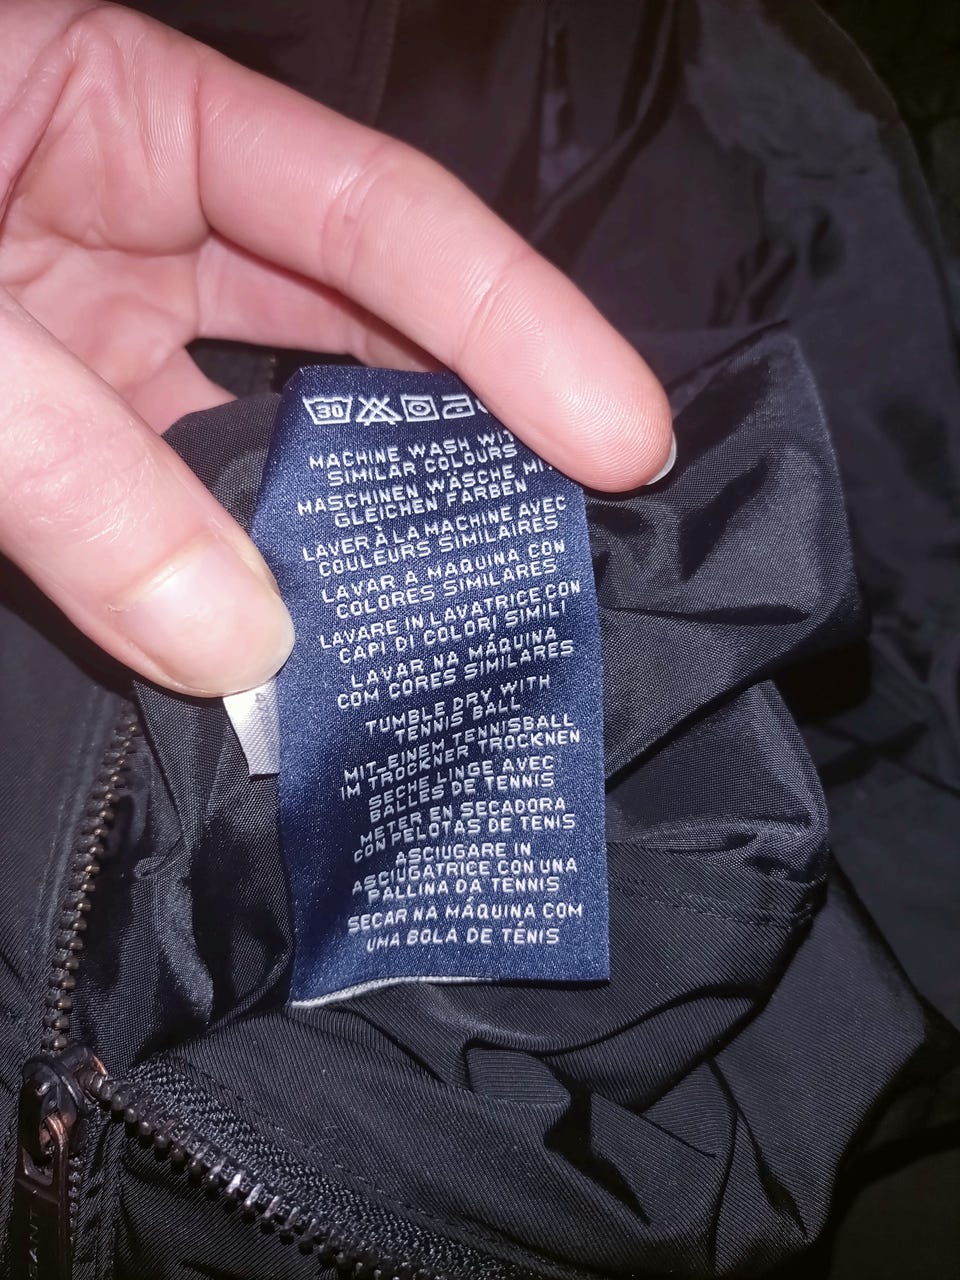 30
MACHINE WASH
SIMILAR COLOURS
MASCHINEN WÄSCHE
GLEICHEN FARBEN
LAVER À LA MACHINE AVEC
COULEURS SIMILAIRES
LAVAR A MAQUINA CON
COLORES SIMILARES
LAVARE IN LAVATRICE CON
CAPI DI COLORI SIMILI
LAVAR NA MÁQUINA
COM CORES SIMILARES
TUMBLE DRY WITH
TENNIS BALL
MIT EINEM TENNISBALL
IM TROCKNER TROCKNEN
SECHE LINGE AVEC
BALLES DE TENNIS
METER EN SECADORA
CON PELOTAS DE TENIS
ASCIUGARE IN
ASCIUGATRICE CON UNA
PALLINA DA TENNIS
SECAR NA MÁQUINA COM
UMA BOLA DE TÉNIS